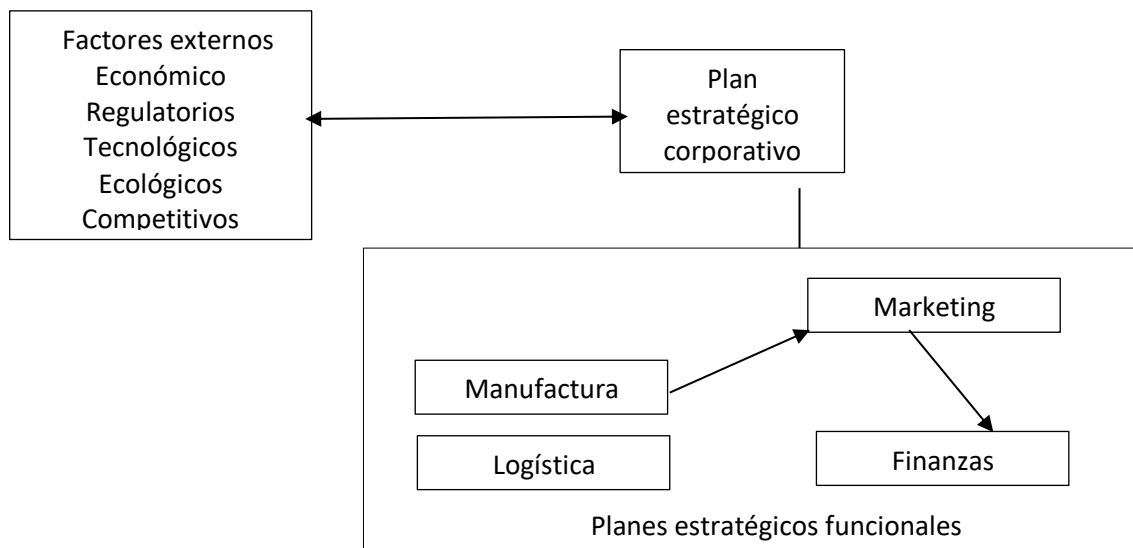 Factores externos
Económico
Regulatorios
Tecnológicos
Ecológicos
Competitivos
Plan
estratégico
corporativo
Marketing
Manufactura
Logística
Finanzas
Planes estratégicos funcionales